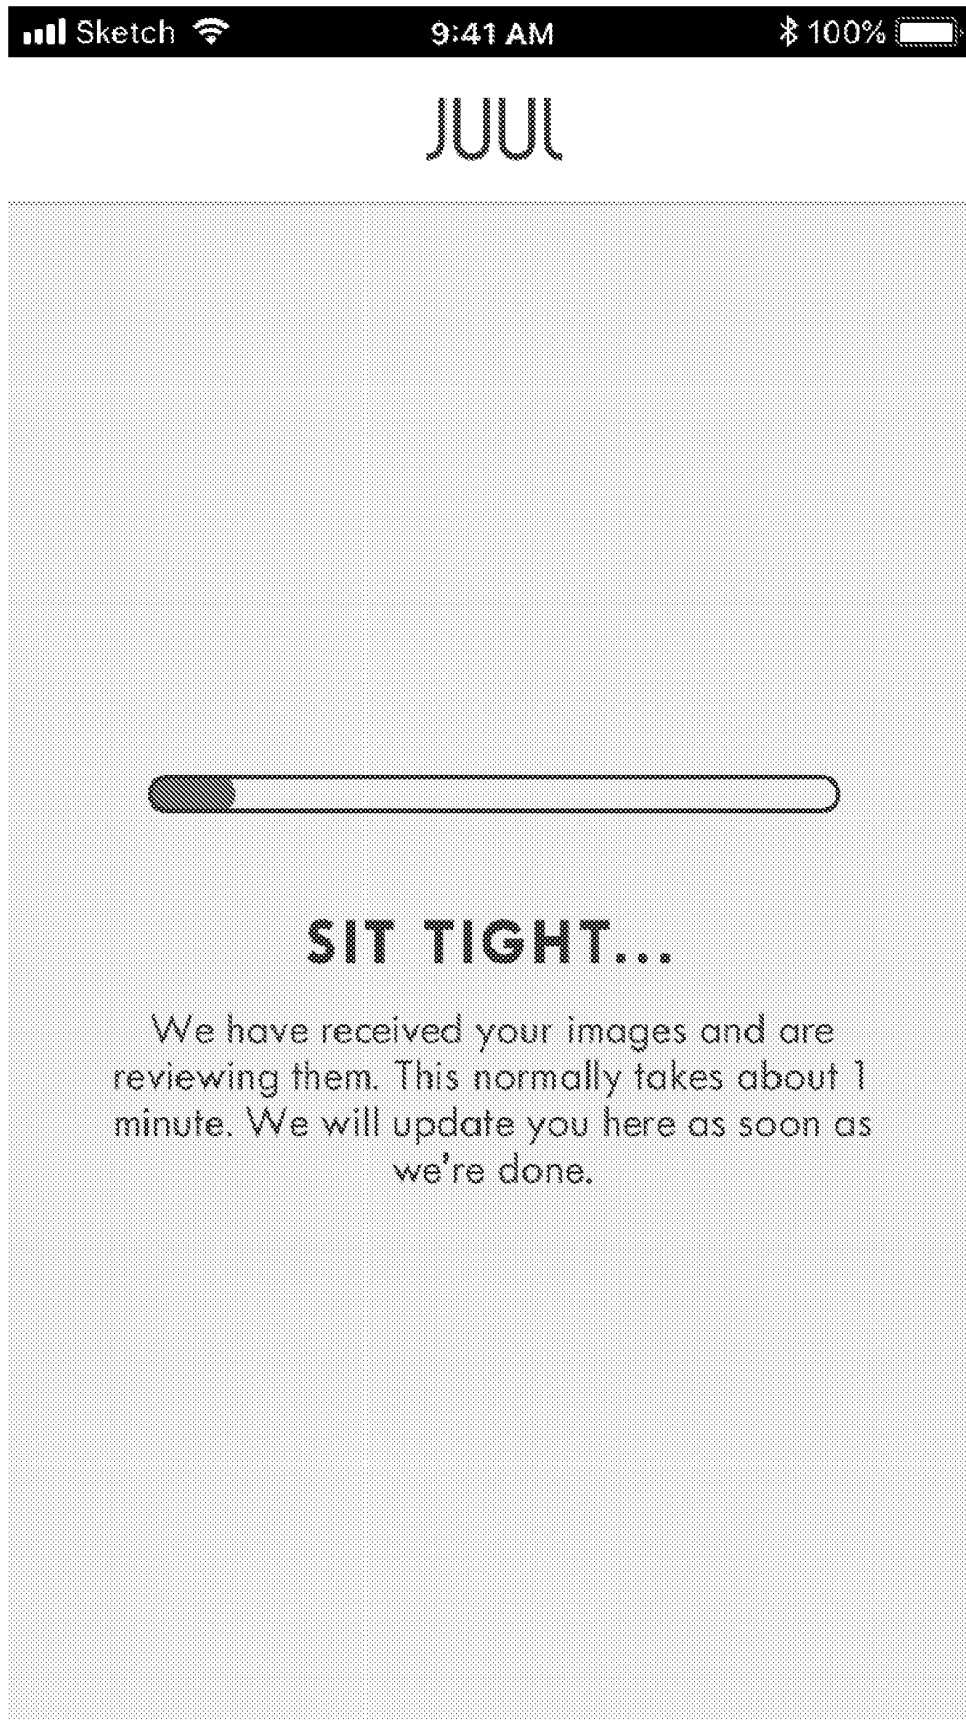 Sketch 9:41 AM 100%
JUUL
SIT TIGHT...
We have received your images and are
reviewing them. This normally takes about 1
minute. We will update you here as soon as
we're done.